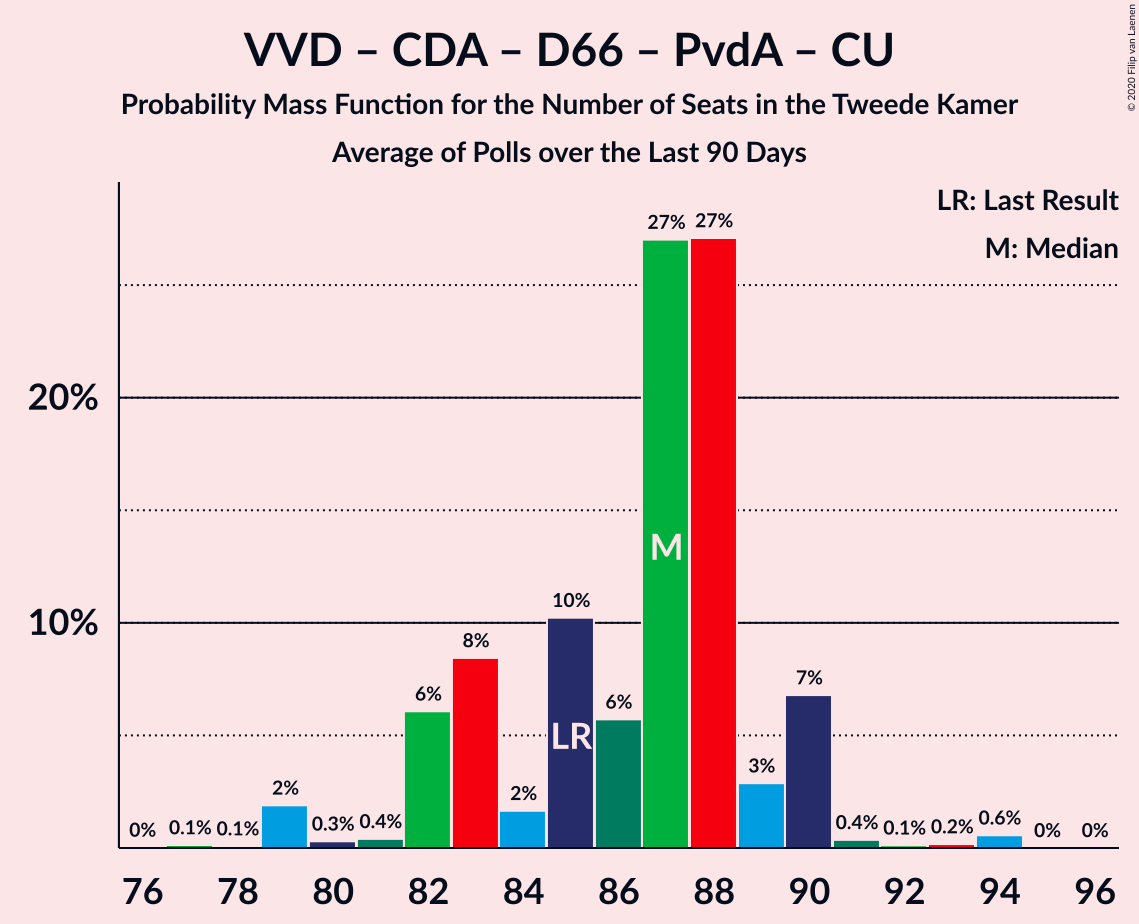 VVD – CDA – D66 – PvdA – CU
Probability Mass Function for the Number of Seats in the Tweede Kamer
Average of Polls over the Last 90 Days
© 2020 Filip van Laenen
LR: Last Result
M: Median
27% 27%
20%
10%
10%
8%
7%
6%
6%
3%
2%
2%
0% 0.1% 0.1% 0.3% 0.4% 0.4% 0.1% 0.2% 0.6% 0% 0%
M
LR
76 78 80 82 84 86 88 90 92 94 96